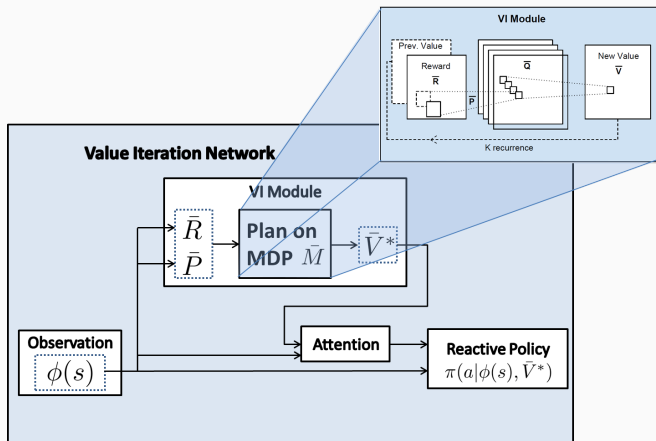 VI Module
Prev. Value
Reward
R̄
P̄
Q̄
New Value
V̄
K recurrence
Value Iteration Network
VI Module
R̄
P̄
Plan on
MDP M̄
V̄*
Observation
ϕ(s)
Attention
Reactive Policy
π(a|ϕ(s), V̄*)